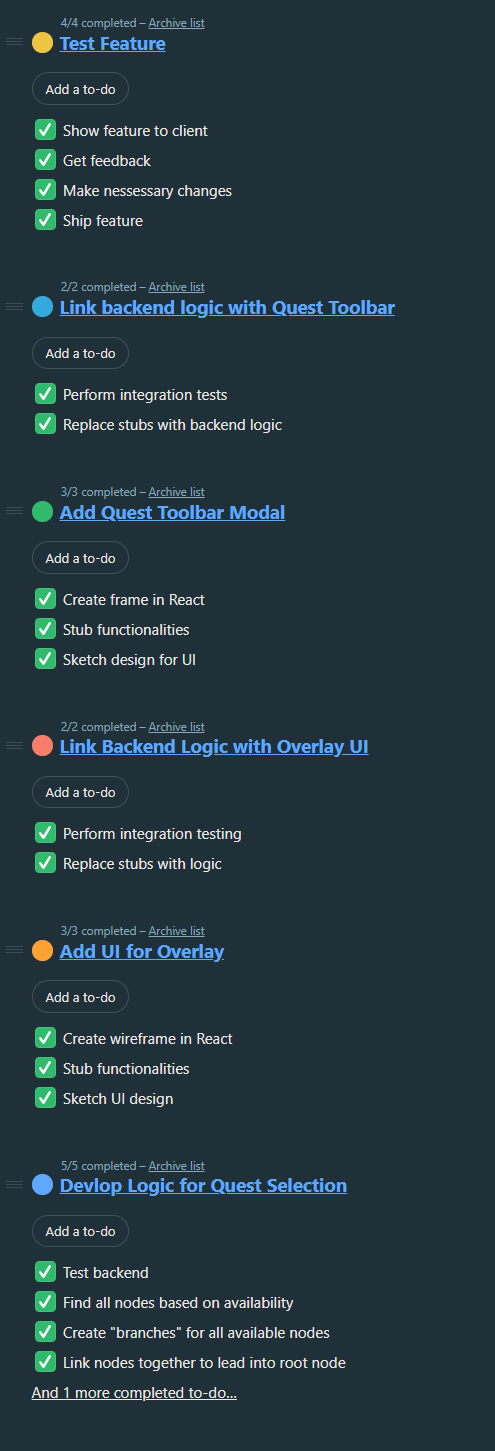 4/4 completed – Archive list
Test Feature
Add a to-do
Show feature to client
Get feedback
Make nessessary changes
Ship feature
2/2 completed – Archive list
Link backend logic with Quest Toolbar
Add a to-do
Perform integration tests
Replace stubs with backend logic
3/3 completed – Archive list
Add Quest Toolbar Modal
Add a to-do
Create frame in React
Stub functionalities
Sketch design for UI
2/2 completed – Archive list
Link Backend Logic with Overlay UI
Add a to-do
Perform integration testing
Replace stubs with logic
3/3 completed – Archive list
Add UI for Overlay
Add a to-do
Create wireframe in React
Stub functionalities
Sketch UI design
5/5 completed – Archive list
Devlop Logic for Quest Selection
Add a to-do
Test backend
Find all nodes based on availability
Create "branches" for all available nodes
Link nodes together to lead into root node
And 1 more completed to-do...